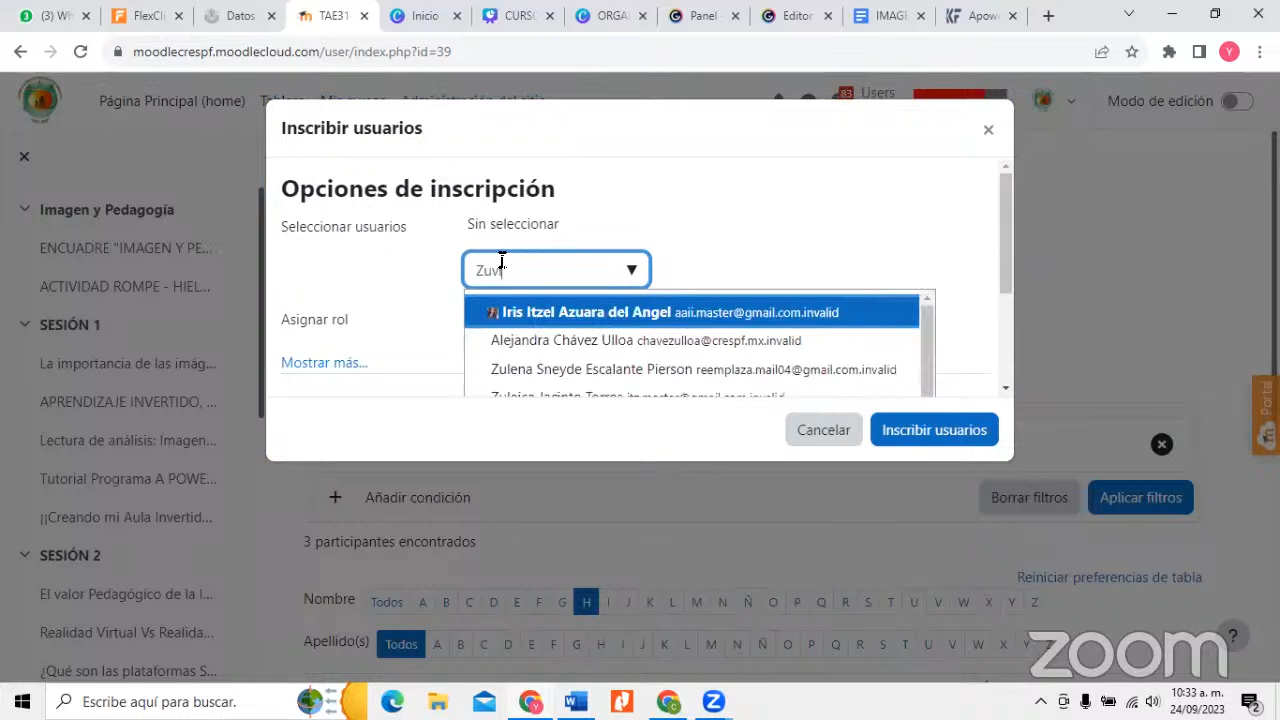 (3) W
FlexCl
Datos
TAE31
Inicio
CURSO
ORGA
Panel -
Editor
IMAGE
Apow
moodlecrespf.moodlecloud.com/user/index.php?id=39
Y
Página Principal (home)
83
Users
Modo de edición
Inscribir usuarios
Opciones de inscripción
Seleccionar usuarios
Sin seleccionar
Zuvi
Iris Itzel Azuara del Angel aaii.master@gmail.com.invalid
Asignar rol
Alejandra Chávez Ulloa chavezulloa@crespf.mx.invalid
Mostrar más...
Zulena Sneyde Escalante Pierson reemplaza.mail04@gmail.com.invalid
Cancelar
Inscribir usuarios
Imagen y Pedagogía
ENCUADRE "IMAGEN Y PE...
ACTIVIDAD ROMPE - HIEL...
SESIÓN 1
La importancia de las imág...
APRENDIZAJE INVERTIDO, ...
Lectura de análisis: Imagen...
Tutorial Programa A POWE...
¡¡Creando mi Aula Invertid...
SESIÓN 2
El valor Pedagógico de la I...
Realidad Virtual Vs Realida...
¿Qué son las plataformas S...
Portal
Añadir condición
Borrar filtros
Aplicar filtros
3 participantes encontrados
Reiniciar preferencias de tabla
Nombre
Todos A B C D E F G H I J K L M N Ñ O P Q R S T U V W X Y Z
Apellido(s)
Todos A B C D E F G H I J K L M N Ñ O P Q R S T U V W X
?
zoom
Escribe aquí para buscar.
10:33 a. m.
24/09/2023
2